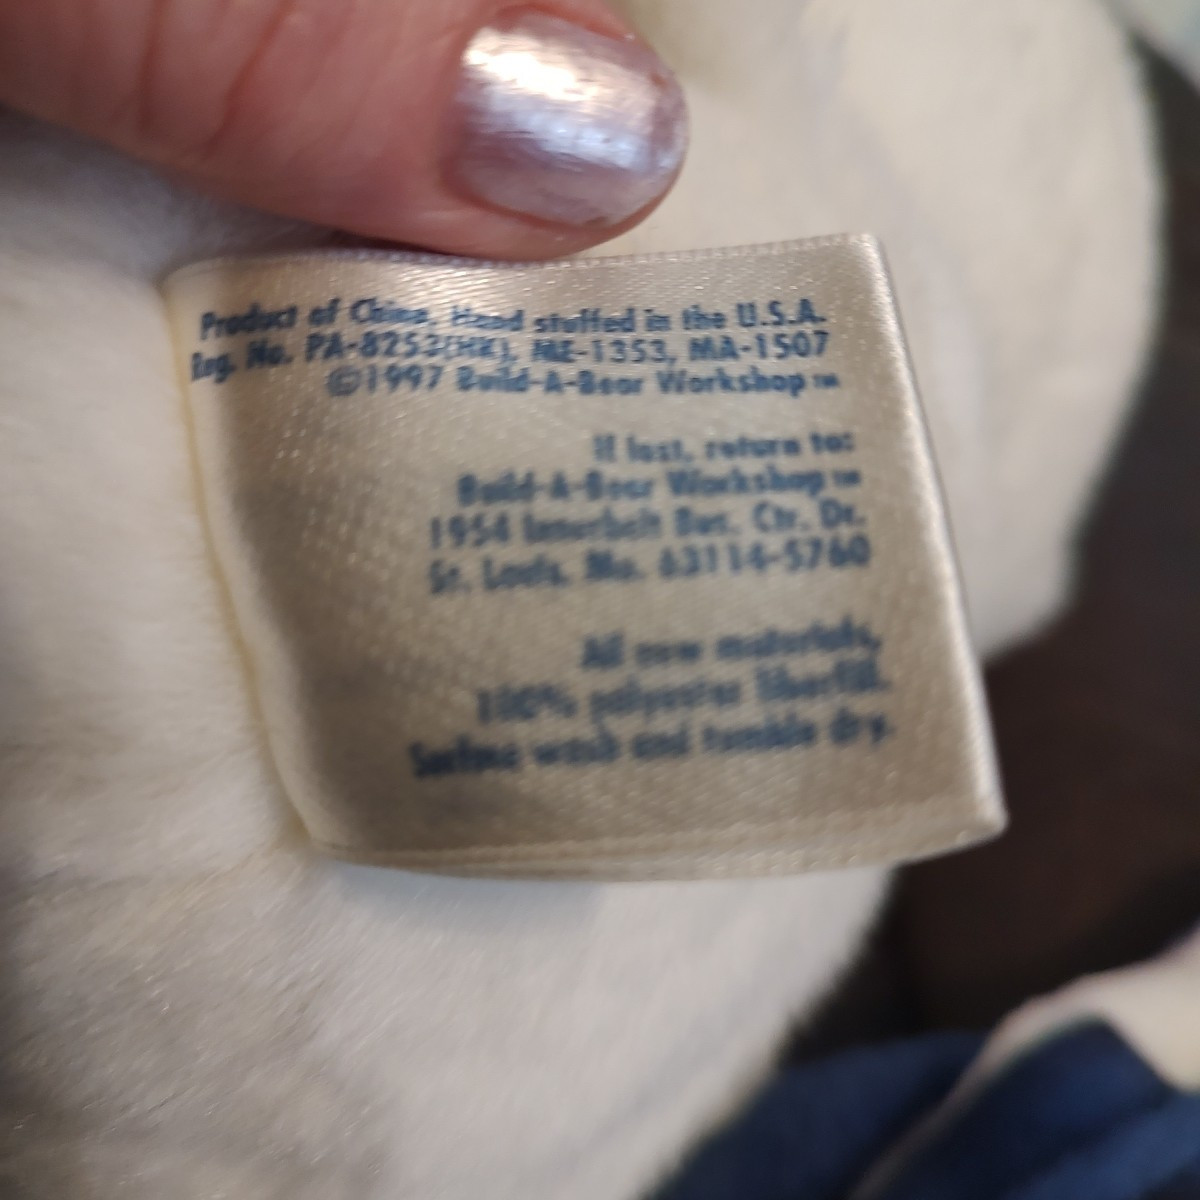 Product of China. Hand stuffed in the U.S.A.
Reg. No. PA-8253(HK), ME-1353, MA-1507
©1997 Build-A-Bear Workshop™
If lost, return to:
Build-A-Bear Workshop™
1954 Innerbelt Bus. Ctr. Dr.
St. Louis, Mo. 63114-5760
All new materials,
100% polyester fiberfill.
Surface wash and tumble dry.